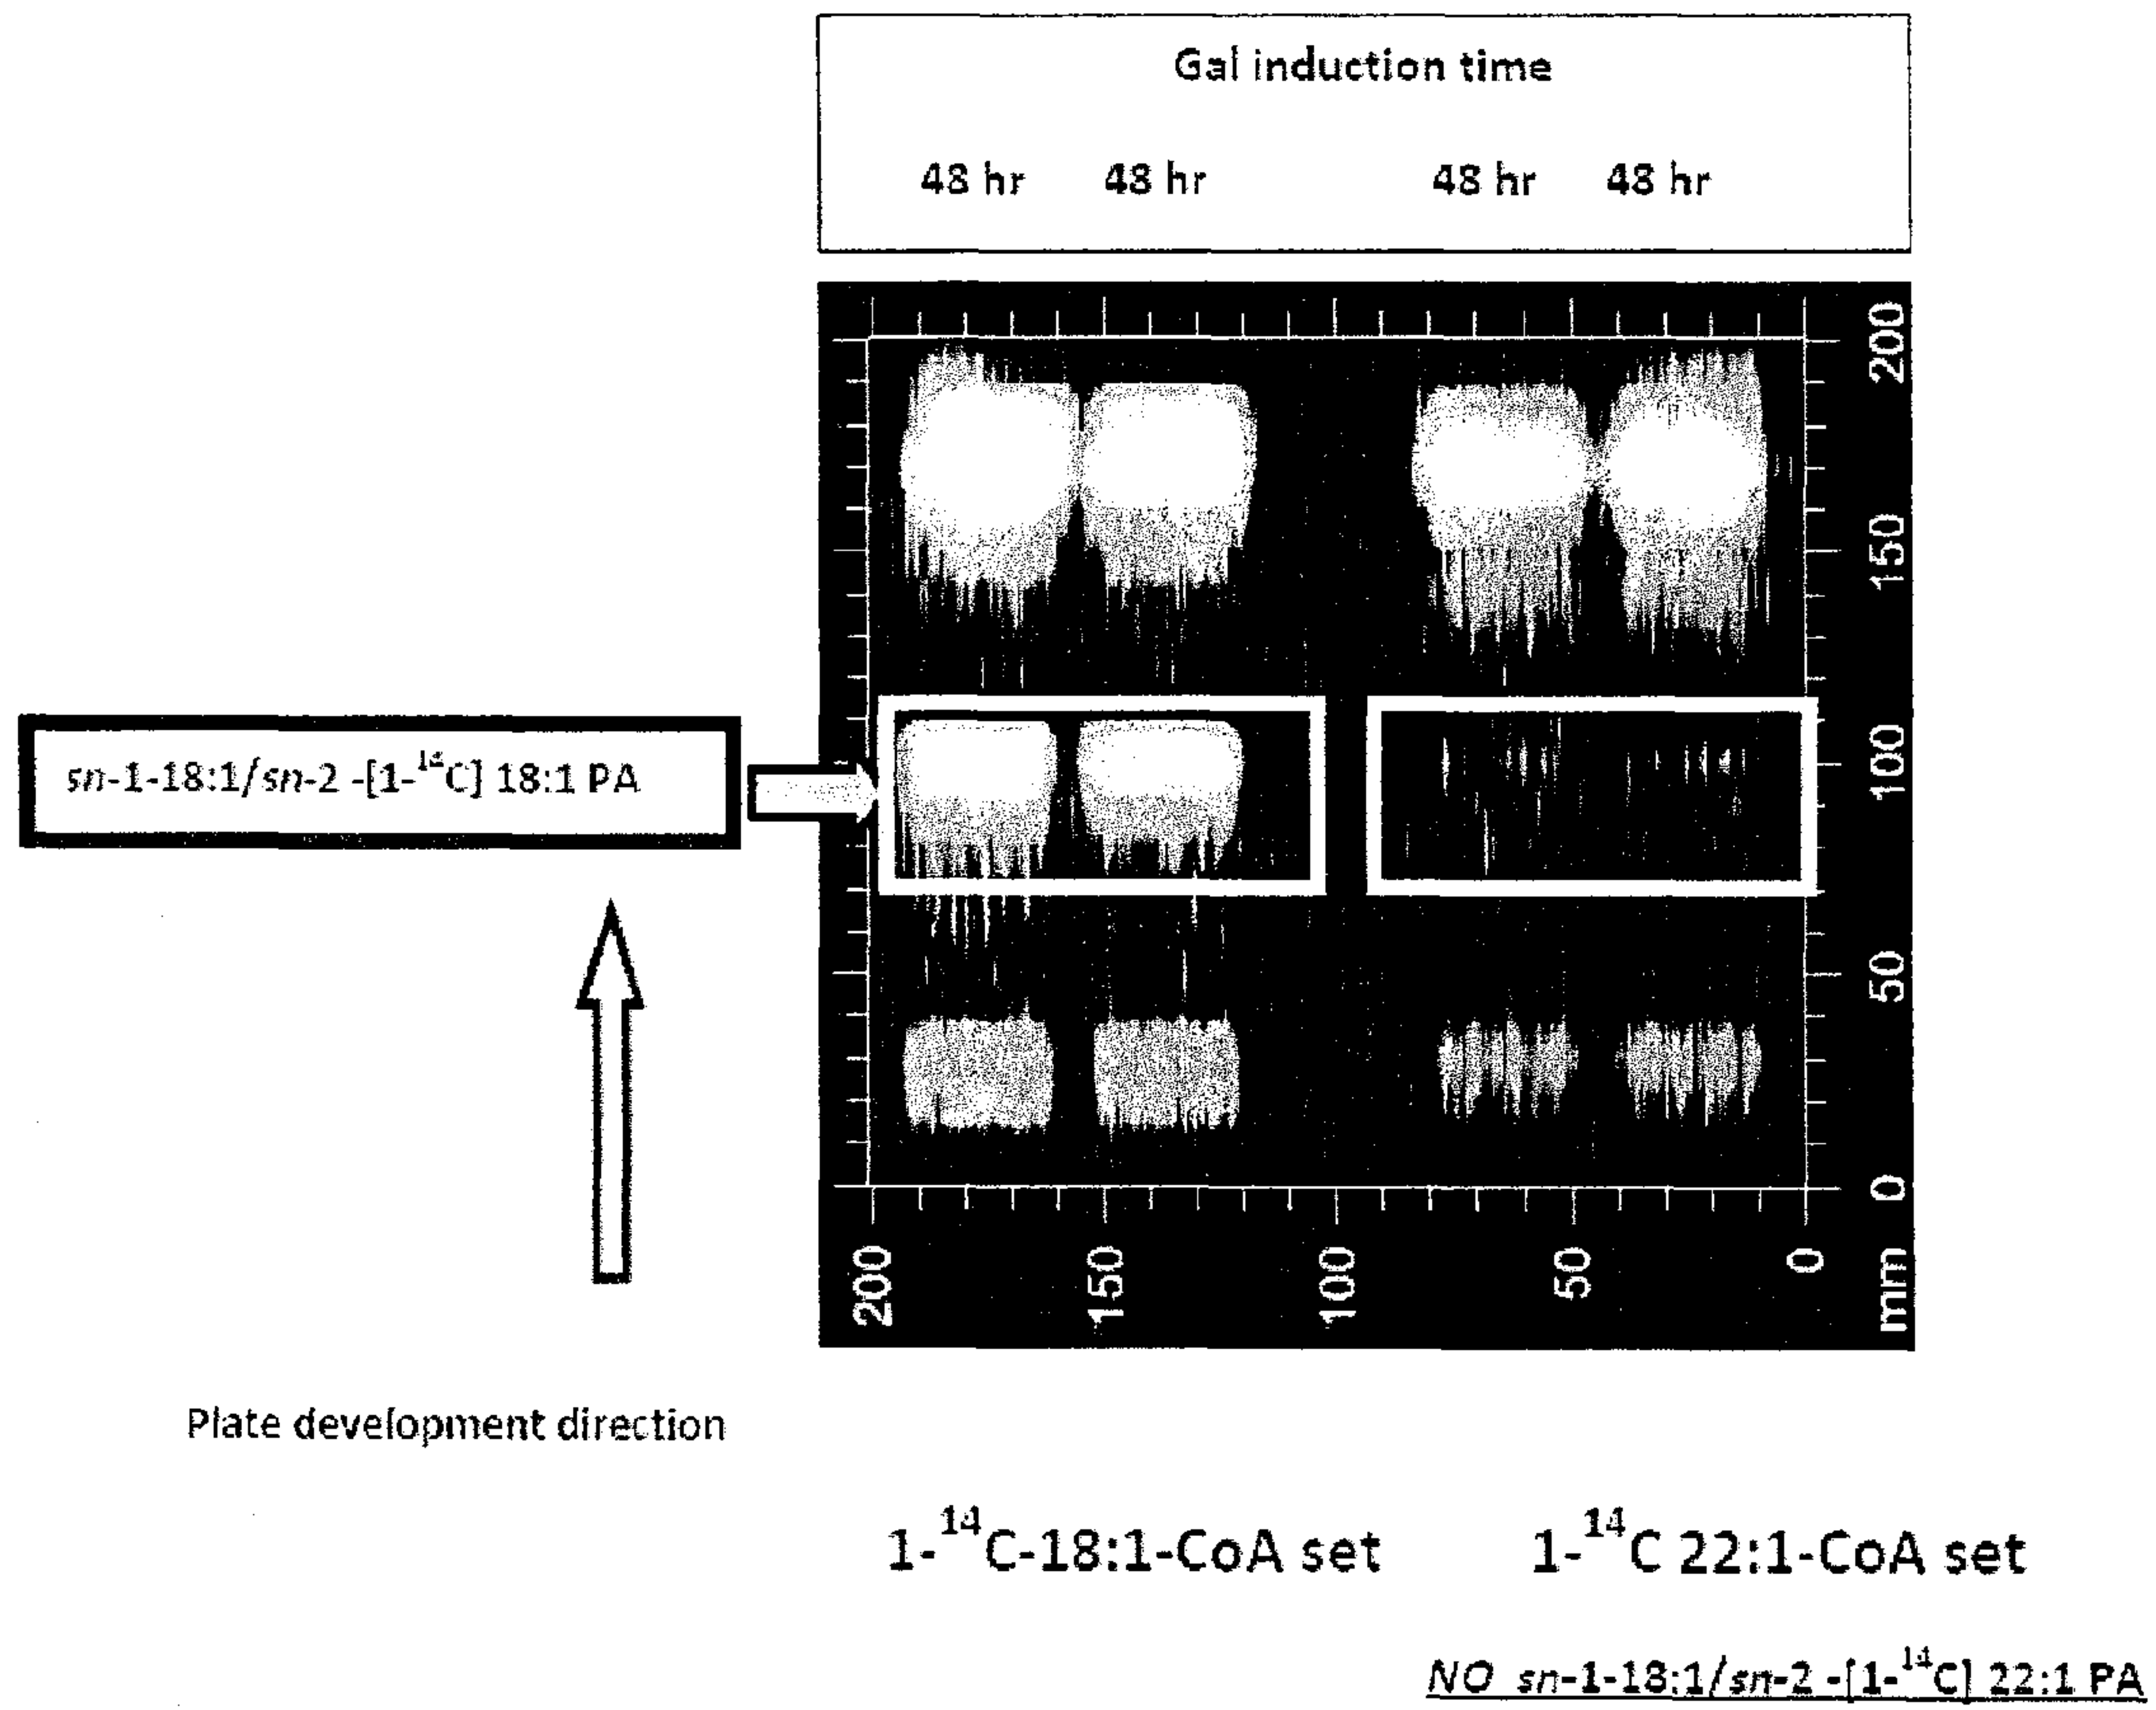 Gal induction time
48 hr 48 hr 48 hr 48 hr
200
150
sn-1-18:1/sn-2 -[1-¹⁴C] 18:1 PA
100
50
0
200 150 100 50 0 mm
Plate development direction
1-¹⁴C-18:1-CoA set 1-¹⁴C 22:1-CoA set
NO sn-1-18:1/sn-2 -[1-¹⁴C] 22:1 PA